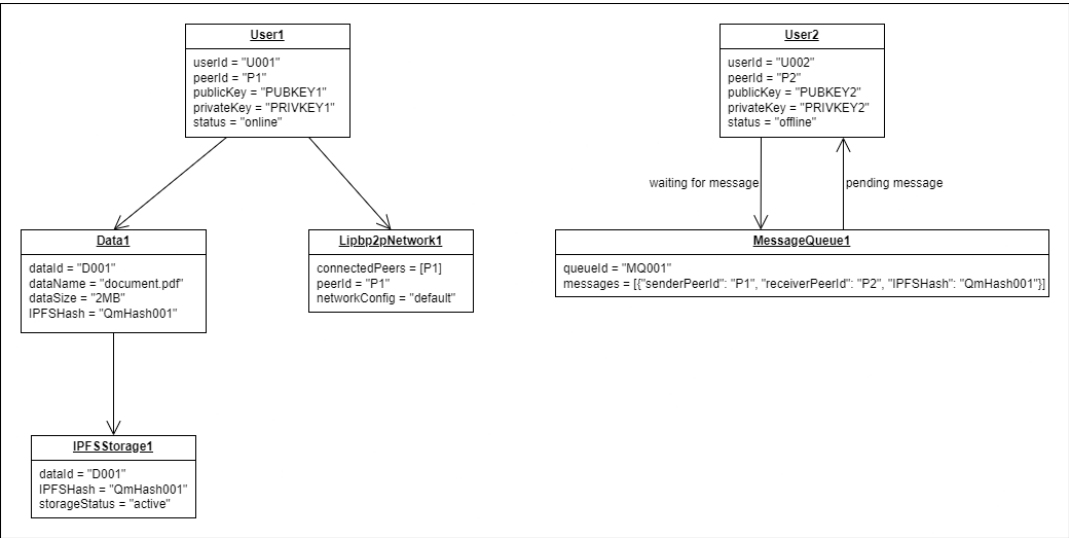 User1
userId = "U001"
peerId = "P1"
publicKey = "PUBKEY1"
privateKey = "PRIVKEY1"
status = "online"
User2
userId = "U002"
peerId = "P2"
publicKey = "PUBKEY2"
privateKey = "PRIVKEY2"
status = "offline"
waiting for message
pending message
Data1
dataId = "D001"
dataName = "document.pdf"
dataSize = "2MB"
IPFSHash = "QmHash001"
Lipbp2pNetwork1
connectedPeers = [P1]
peerId = "P1"
networkConfig = "default"
MessageQueue1
queueId = "MQ001"
messages = [{"senderPeerId": "P1", "receiverPeerId": "P2", "IPFSHash": "QmHash001"}]
IPFSStorage1
dataId = "D001"
IPFSHash = "QmHash001"
storageStatus = "active"